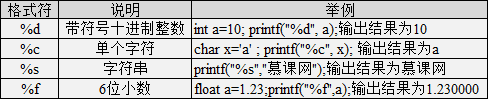 格式符 说明 举例
%d 带符号十进制整数 int a=10; printf("%d", a);输出结果为10
%c 单个字符 char x='a' ; printf("%c", x); 输出结果为a
%s 字符串 printf("%s","慕课网");输出结果为慕课网
%f 6位小数 float a=1.23;printf("%f",a); 输出结果为1.230000